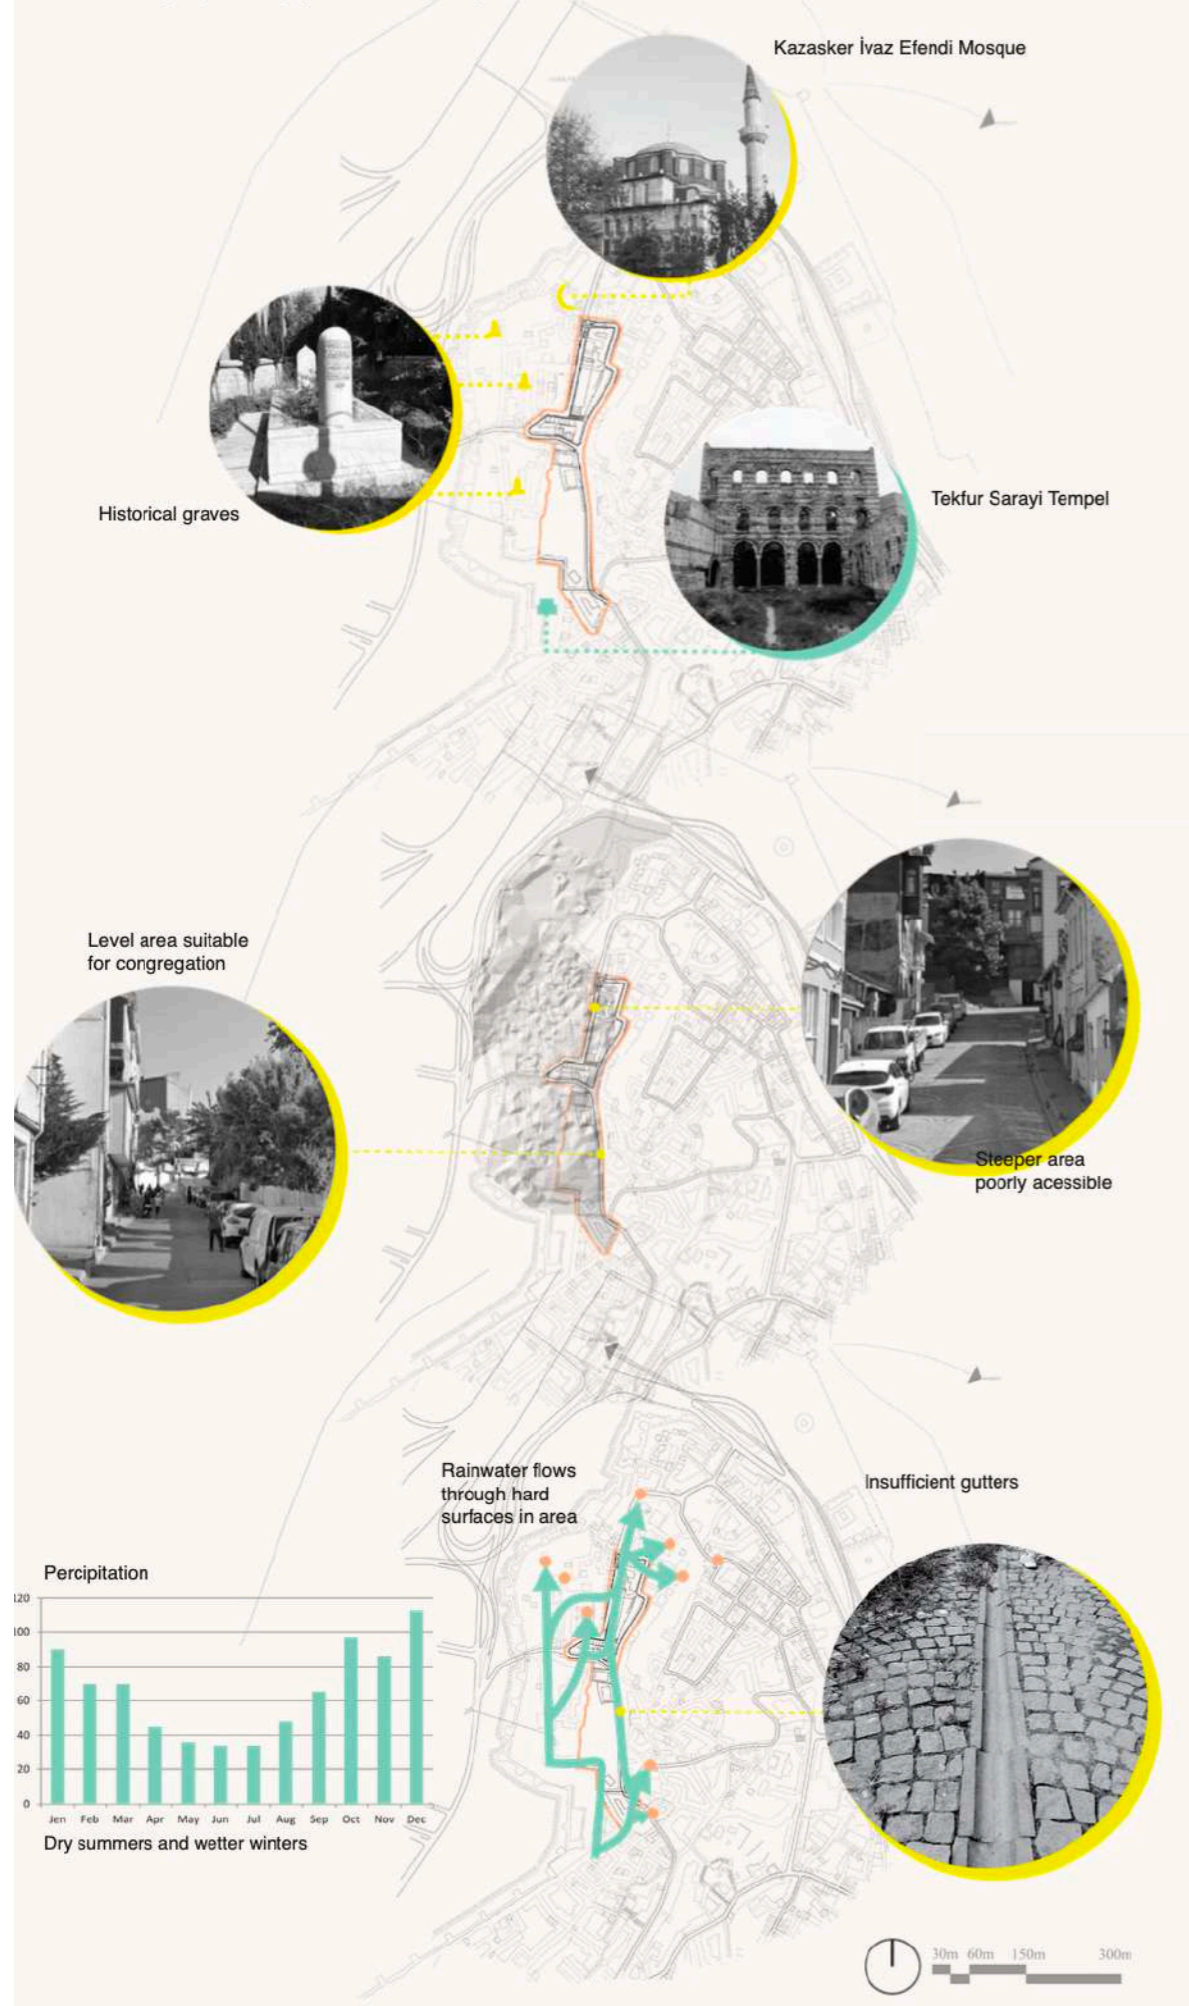 Kazasker İvaz Efendi Mosque
Historical graves
Tekfur Sarayi Tempel
Level area suitable
for congregation
Steeper area
poorly acessible
Rainwater flows
through hard
surfaces in area
Insufficient gutters
Percipitation
120
100
80
60
40
20
0
Jen Feb Mar Apr May Jun Jul Aug Sep Oct Nov Dec
Dry summers and wetter winters
30m 60m 150m 300m